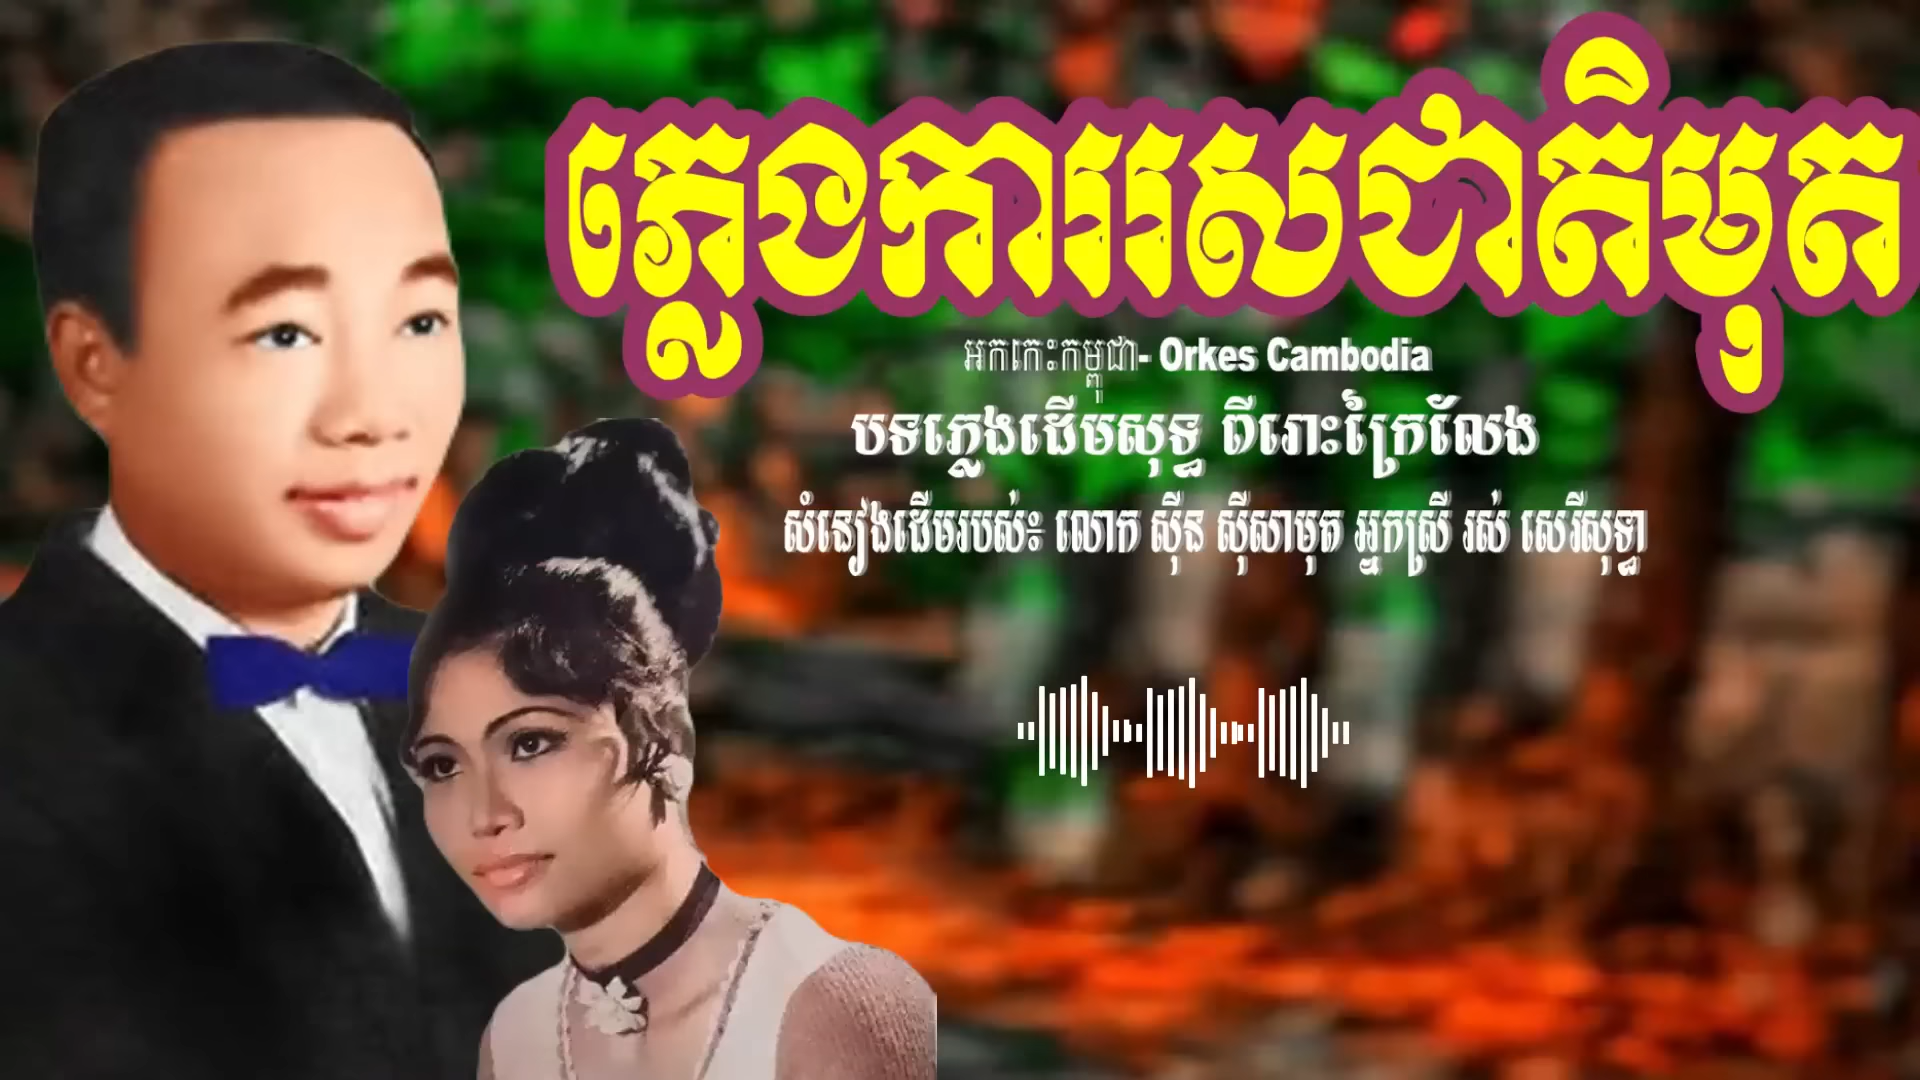 ភ្លេងការរសជាតិម្ហុត
អកកេះកម្ពុជា- Orkes Cambodia
បទភ្លេងដើមសុទ្ធ ពីរោះក្រៃលែង
សំនៀងដើមរបស់៖ លោក ស៊ីន ស៊ីសាមុត អ្នកស្រី រស់ សេរីសុទ្ធា